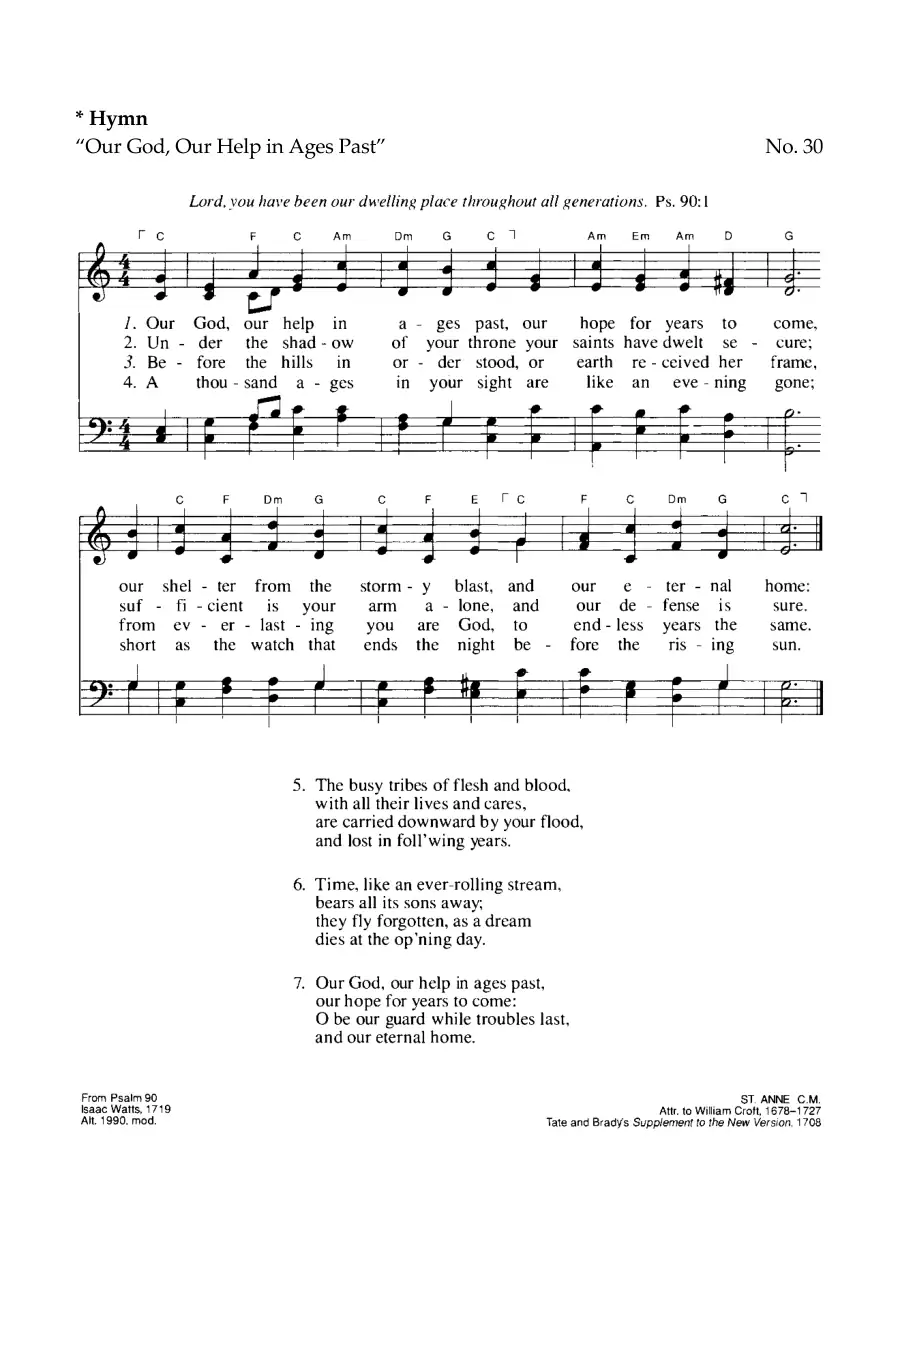 * Hymn
“Our God, Our Help in Ages Past” No. 30
Lord, you have been our dwelling place throughout all generations. Ps. 90:1
C F C Am Dm G C Am Em Am D G
1. Our God, our help in a - ges past, our hope for years to come,
2. Un - der the shad - ow of your throne your saints have dwelt se - cure;
3. Be - fore the hills in or - der stood, or earth re - ceived her frame,
4. A thou - sand a - ges in your sight are like an eve - ning gone;
C F Dm G C F E C F C Dm G C
our shel - ter from the storm - y blast, and our e - ter - nal home:
suf - fi - cient is your arm a - lone, and our de - fense is sure.
from ev - er - last - ing you are God, to end - less years the same.
short as the watch that ends the night be - fore the ris - ing sun.
5. The busy tribes of flesh and blood,
with all their lives and cares,
are carried downward by your flood,
and lost in foll’wing years.
6. Time, like an ever-rolling stream,
bears all its sons away;
they fly forgotten, as a dream
dies at the op’ning day.
7. Our God, our help in ages past,
our hope for years to come:
O be our guard while troubles last,
and our eternal home.
From Psalm 90
Isaac Watts, 1719
Alt. 1990, mod.
ST. ANNE C.M.
Attr. to William Croft, 1678–1727
Tate and Brady's Supplement to the New Version, 1708